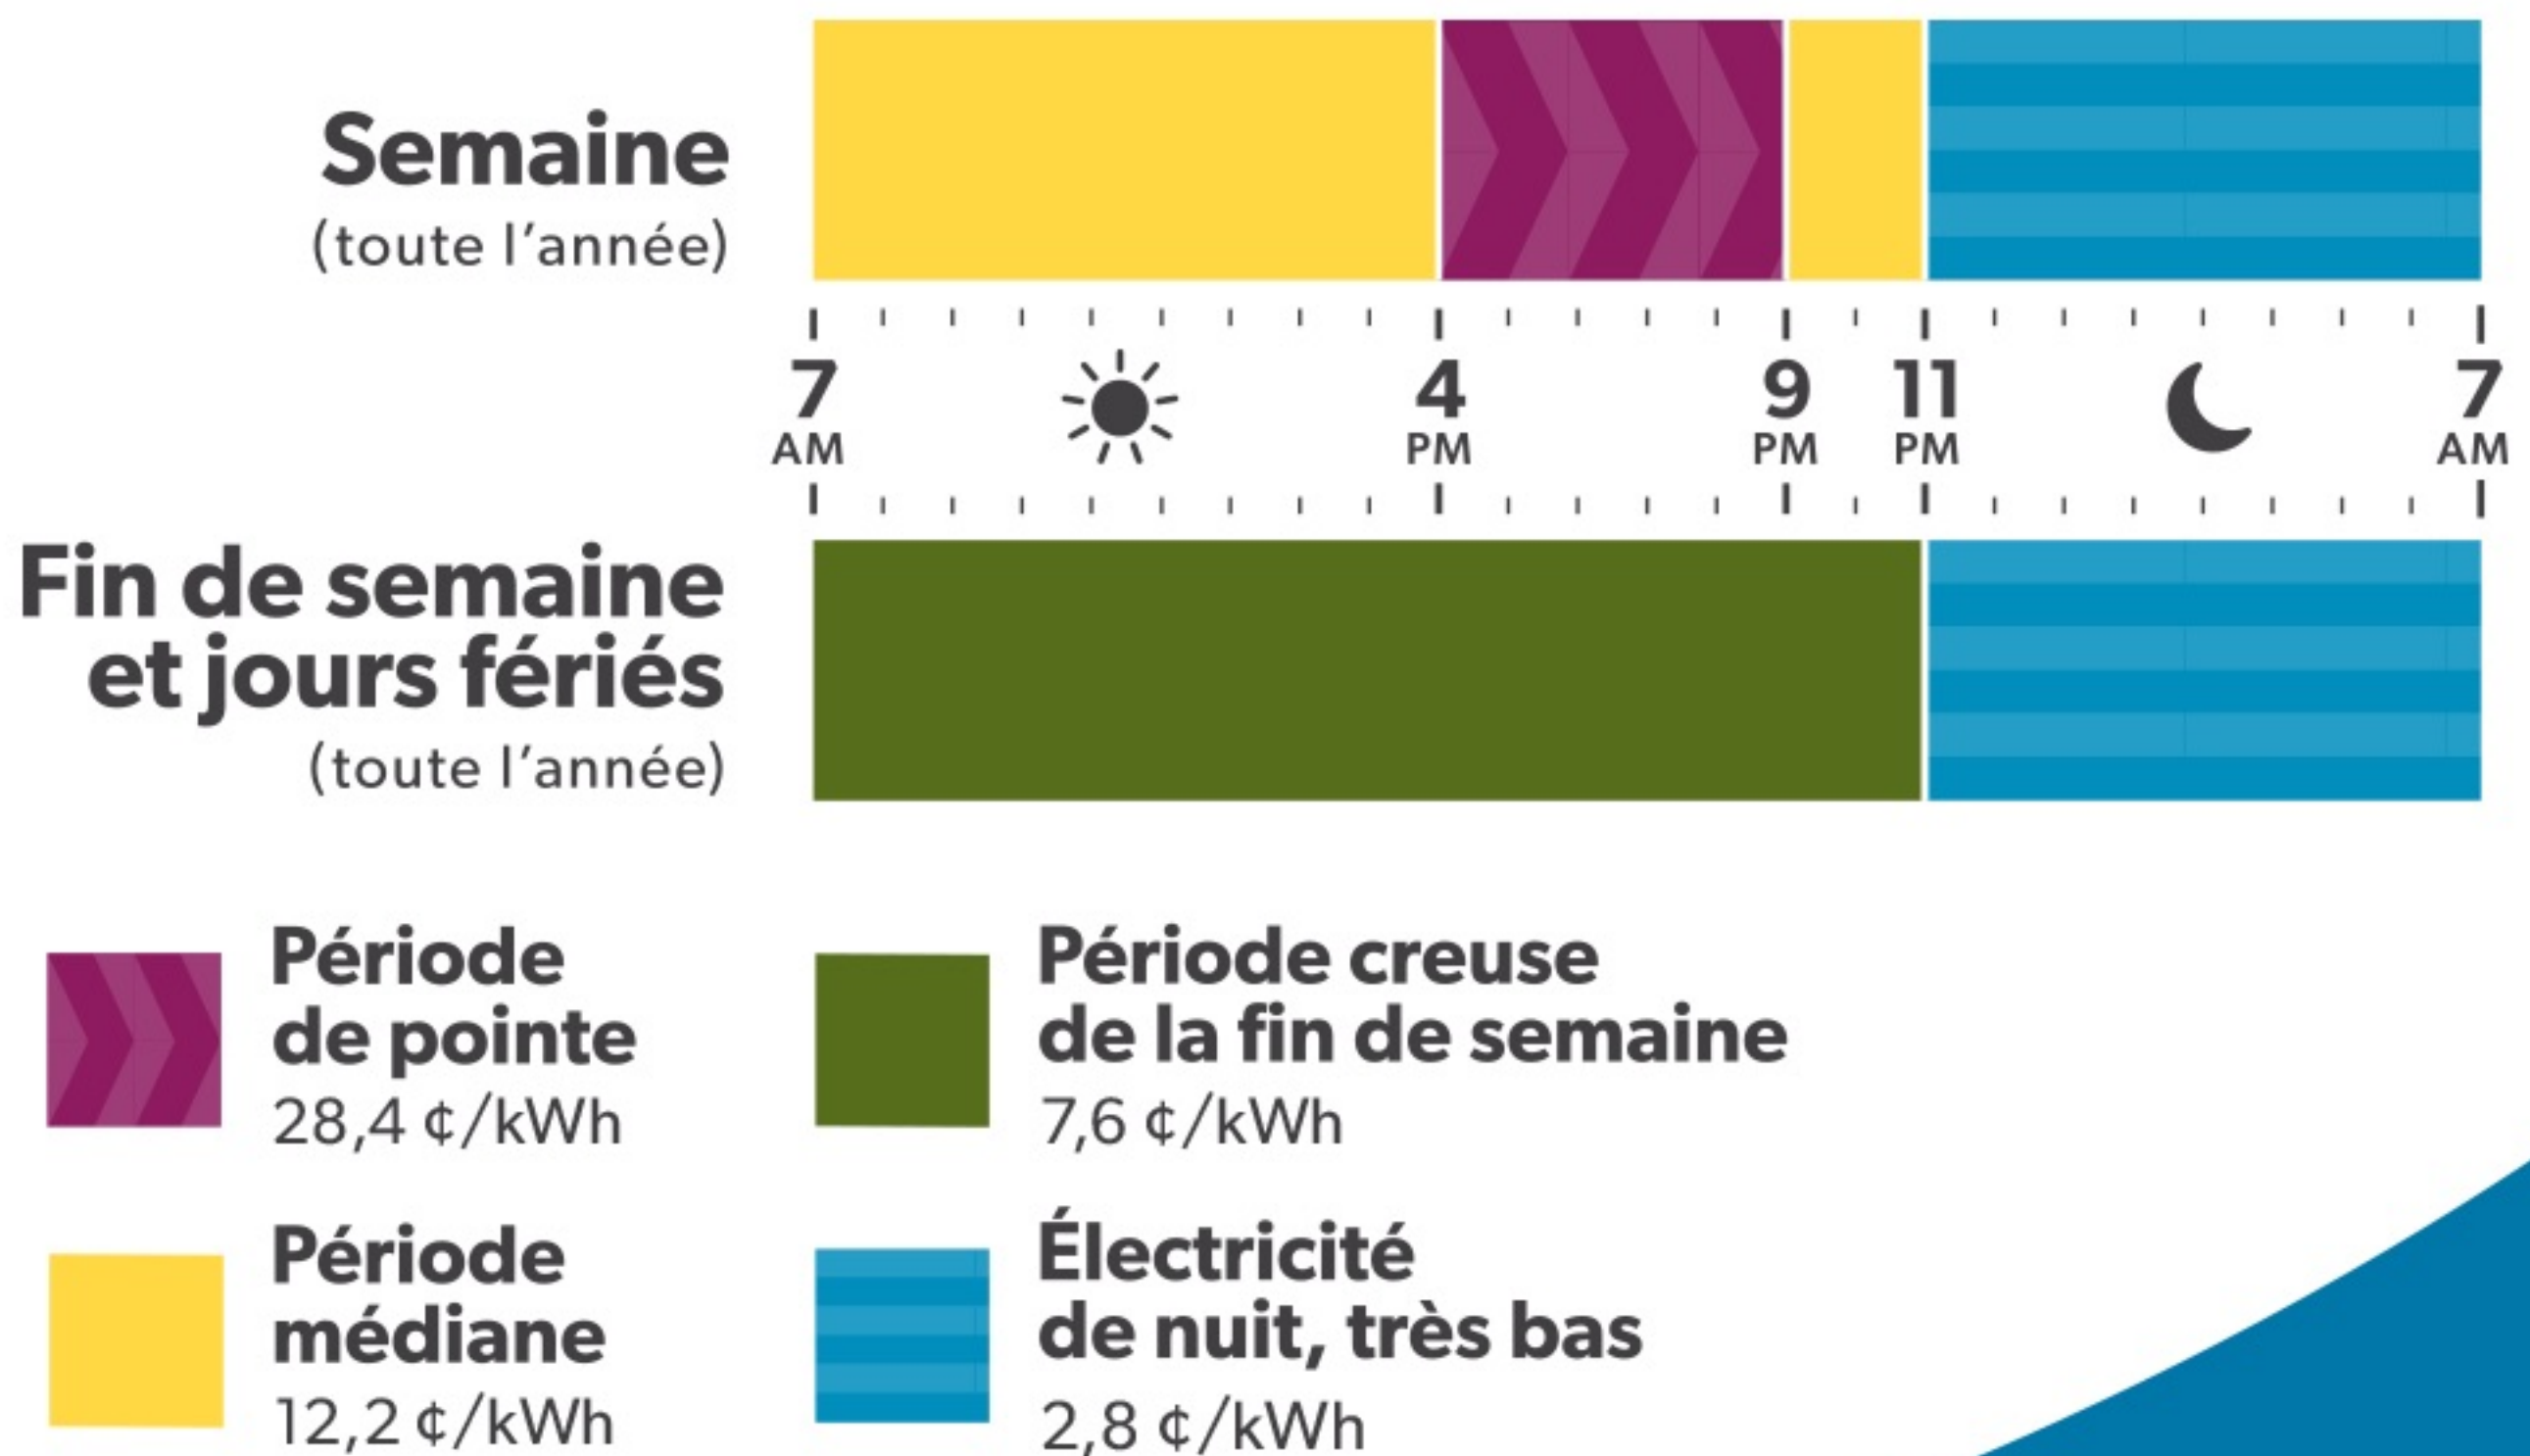 Semaine
(toute l'année)
7 4 9 11 7
AM PM PM PM AM
Fin de semaine
et jours fériés
(toute l'année)
Période
de pointe
28,4 ¢/kWh
Période creuse
de la fin de semaine
7,6 ¢/kWh
Période
médiane
12,2 ¢/kWh
Électricité
de nuit, très bas
2,8 ¢/kWh